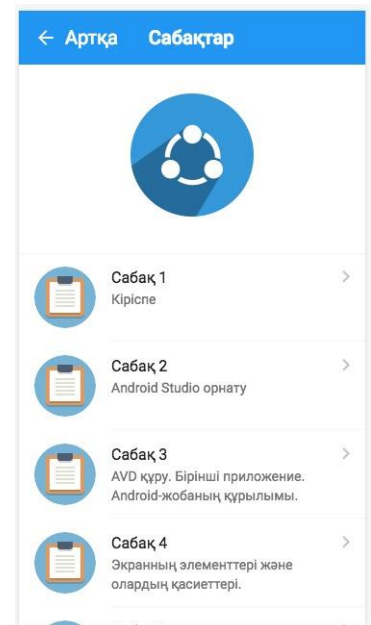 ← Артқа Сабақтар
Сабақ 1
Кіріспе
Сабақ 2
Android Studio орнату
Сабақ 3
AVD құру. Бірінші приложение.
Android-жобаның құрылымы.
Сабақ 4
Экранның элементтері және
олардың қасиеттері.